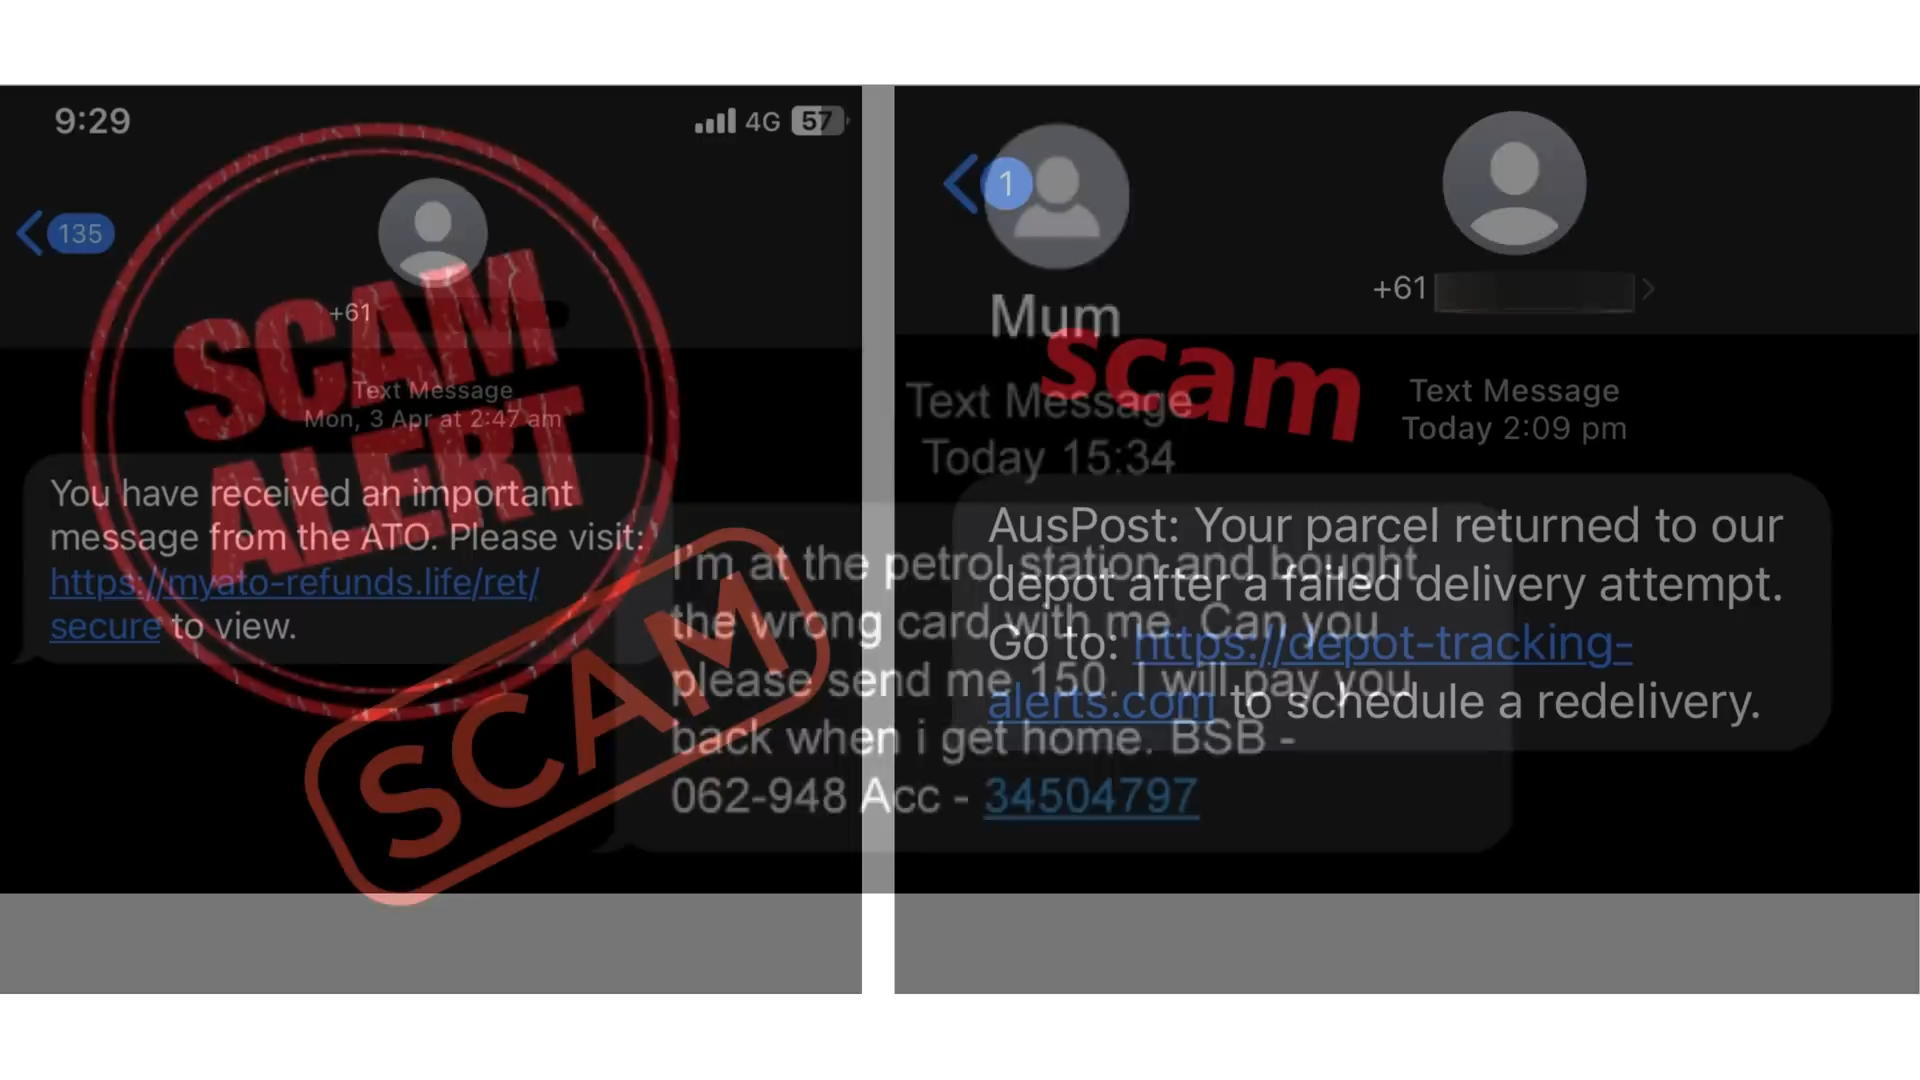 9:29
4G 57
135
+61
Text Message
Mon, 3 Apr at 2:47 am
You have received an important
message from the ATO. Please visit:
https://myato-refunds.life/ret/
secure to view.
SCAM
ALERT
SCAM
1
Mum
Text Message
Today 15:34
I'm at the petrol station and bought
the wrong card with me. Can you
please send me 150. I will pay you
back when i get home. BSB -
062-948 Acc - 34504797
scam
+61
Text Message
Today 2:09 pm
AusPost: Your parcel returned to our
depot after a failed delivery attempt.
Go to: https://depot-tracking-
alerts.com to schedule a redelivery.